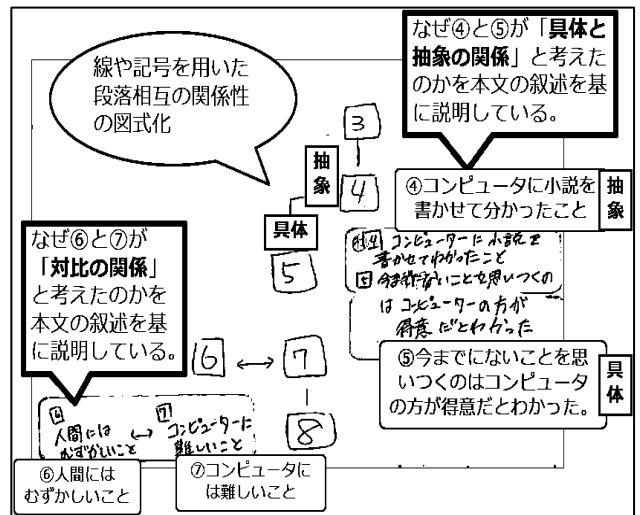 線や記号を用いた
段落相互の関係性
の図式化
なぜ④と⑤が「具体と
抽象の関係」と考えた
のかを本文の叙述を基
に説明している。
3
抽象
4
具体
5
④コンピュータに小説を
書かせて分かったこと
抽象
コンピューターに小説を
書かせてわかったこと
5 今までにないことを思いつくの
はコンピューターの方が
得意だとわかった
⑤今までにないことを思
いつくのはコンピュータ
の方が得意だとわかった。
具体
なぜ⑥と⑦が
「対比の関係」
と考えたのかを
本文の叙述を基
に説明している。
6 ↔ 7
8
6
人間には
むずかしいこと
↔
7
コンピューターに
難しいこと
⑥人間には
むずかしいこと
⑦コンピュータに
は難しいこと